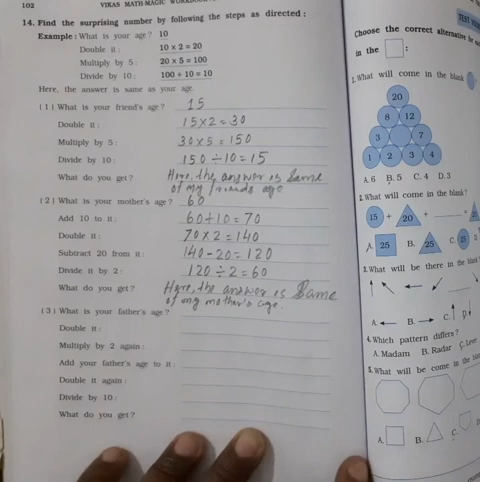 102 VIKAS MATH-MAGIC
14. Find the surprising number by following the steps as directed :
Example : What is your age ? 10
Double it : 10 × 2 = 20
Multiply by 5 : 20 × 5 = 100
Divide by 10 : 100 ÷ 10 = 10
Here, the answer is same as your age.
(1) What is your friend's age ? 15
Double it : 15×2=30
Multiply by 5 : 30×5=150
Divide by 10 : 150÷10=15
What do you get ? Here, the answer is same
of my friends age
(2) What is your mother's age ? 60
Add 10 to it : 60+10=70
Double it : 70×2=140
Subtract 20 from it : 140-20=120
Divide it by 2 : 120÷2=60
What do you get ? Here, the answer is Same
of my mother's age.
(3) What is your father's age ?
Double it :
Multiply by 2 again :
Add your father's age to it :
Double it again :
Divide by 10 :
What do you get ?
TEST
Choose the correct alternative for
in the :
1. What will come in the blank
20
8 12
3 7
1 2 3 4
A. 6 B. 5 C. 4 D. 3
2. What will come in the blank?
15 + 20 +
A. 25 B. 25 C. 25
3. What will be there in the blank
A. ← B. → C. ↑ D.
4. Which pattern differs ?
A. Madam B. Radar C. Lever
5. What will be come in the
A. B. C. D.